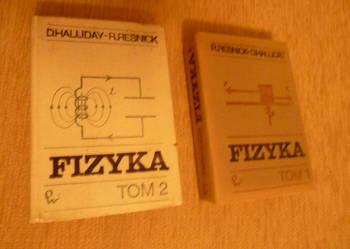 D.HALLIDAY-R.RESNICK
L
FIZYKA
TOM 2
R.RESNICK-D.HALLIDAY
FIZYKA
TOM 1